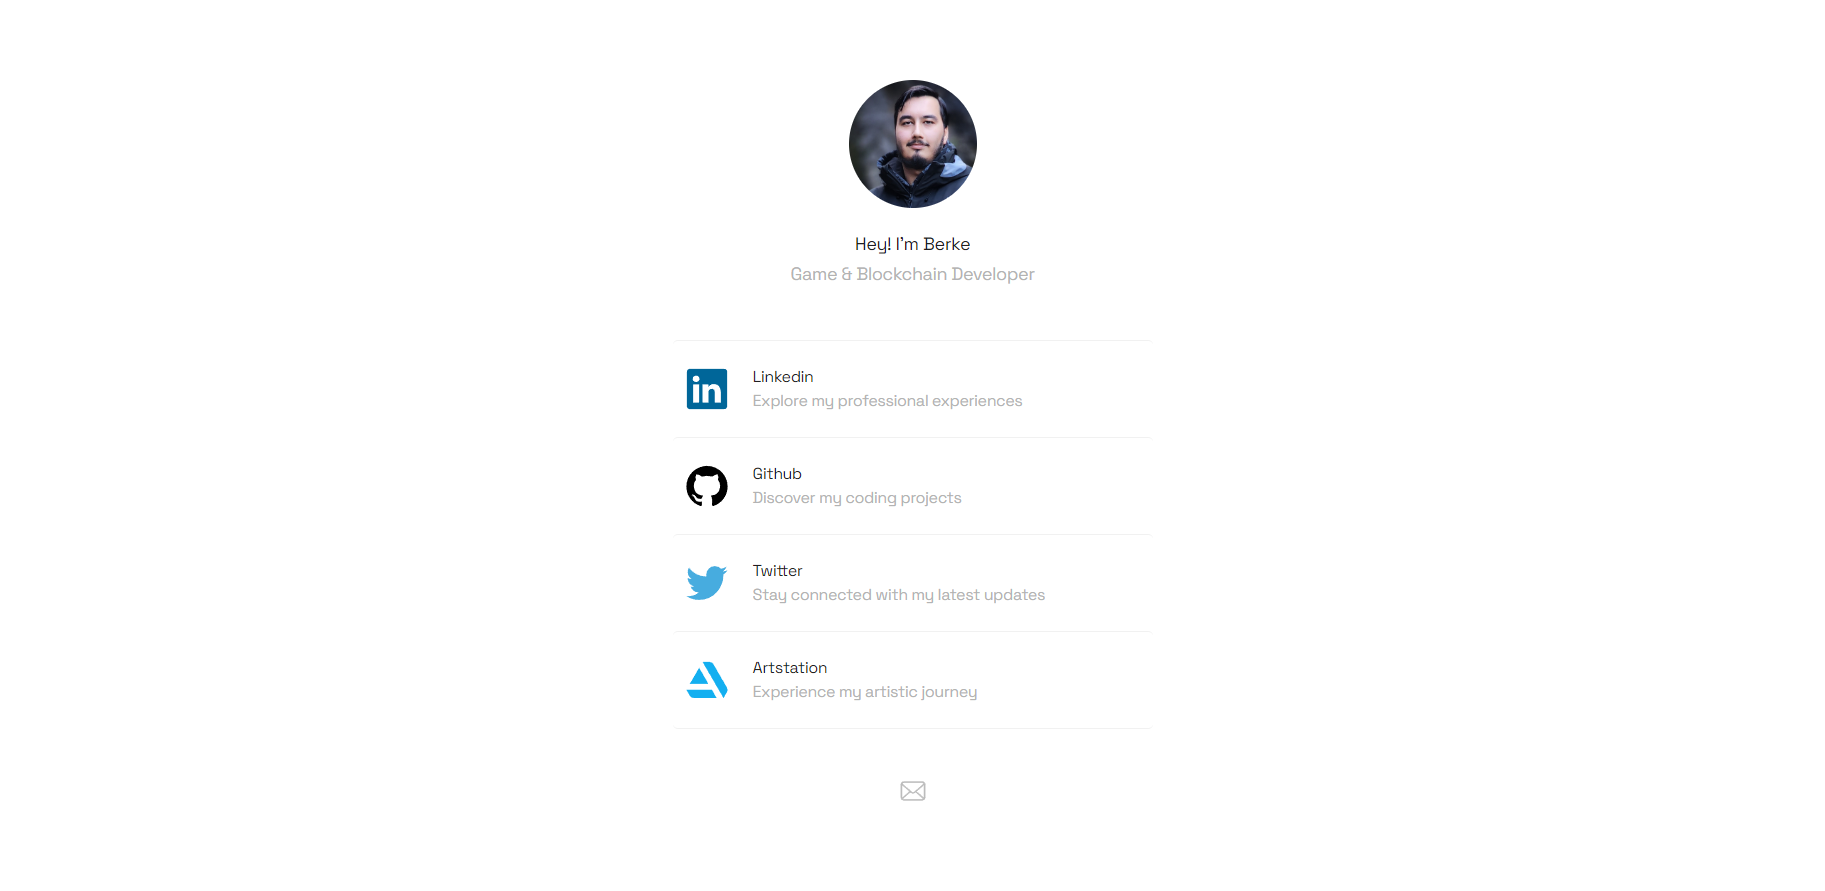 Hey! I'm Berke
Game & Blockchain Developer
in
Linkedin
Explore my professional experiences
Github
Discover my coding projects
Twitter
Stay connected with my latest updates
Artstation
Experience my artistic journey